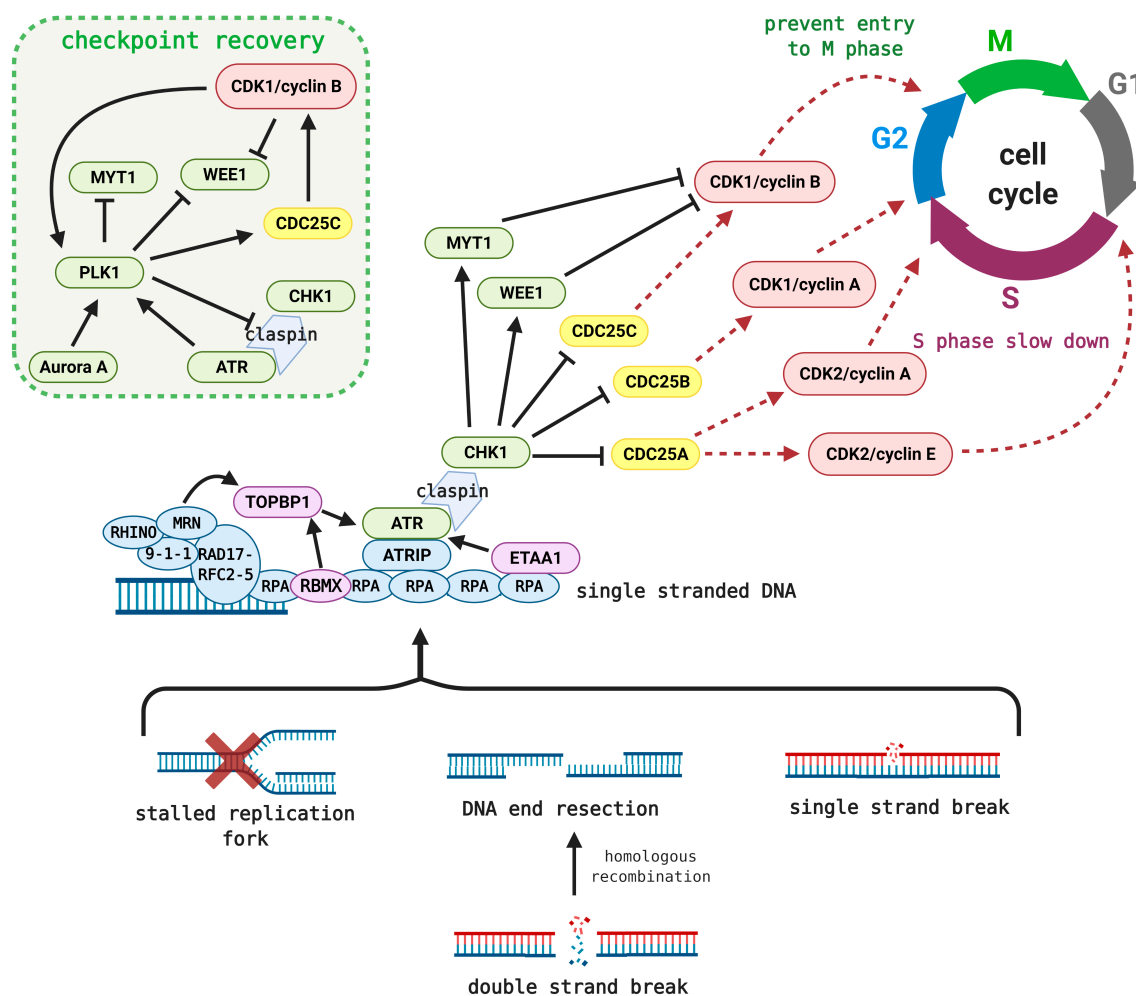 checkpoint recovery
CDK1/cyclin B
MYT1
WEE1
CDC25C
PLK1
CHK1
claspin
Aurora A
ATR
prevent entry
to M phase
M
G1
G2
cell
cycle
S
S phase slow down
CDK1/cyclin B
MYT1
WEE1
CDK1/cyclin A
CDC25C
CDC25B
CDK2/cyclin A
CHK1
CDC25A
CDK2/cyclin E
claspin
TOPBP1
ATR
MRN
RHINO
9-1-1
RAD17-
RFC2-5
ATRIP
ETAA1
RPA
RBMX
RPA
RPA
RPA
RPA
single stranded DNA
stalled replication
fork
DNA end resection
single strand break
homologous
recombination
double strand break